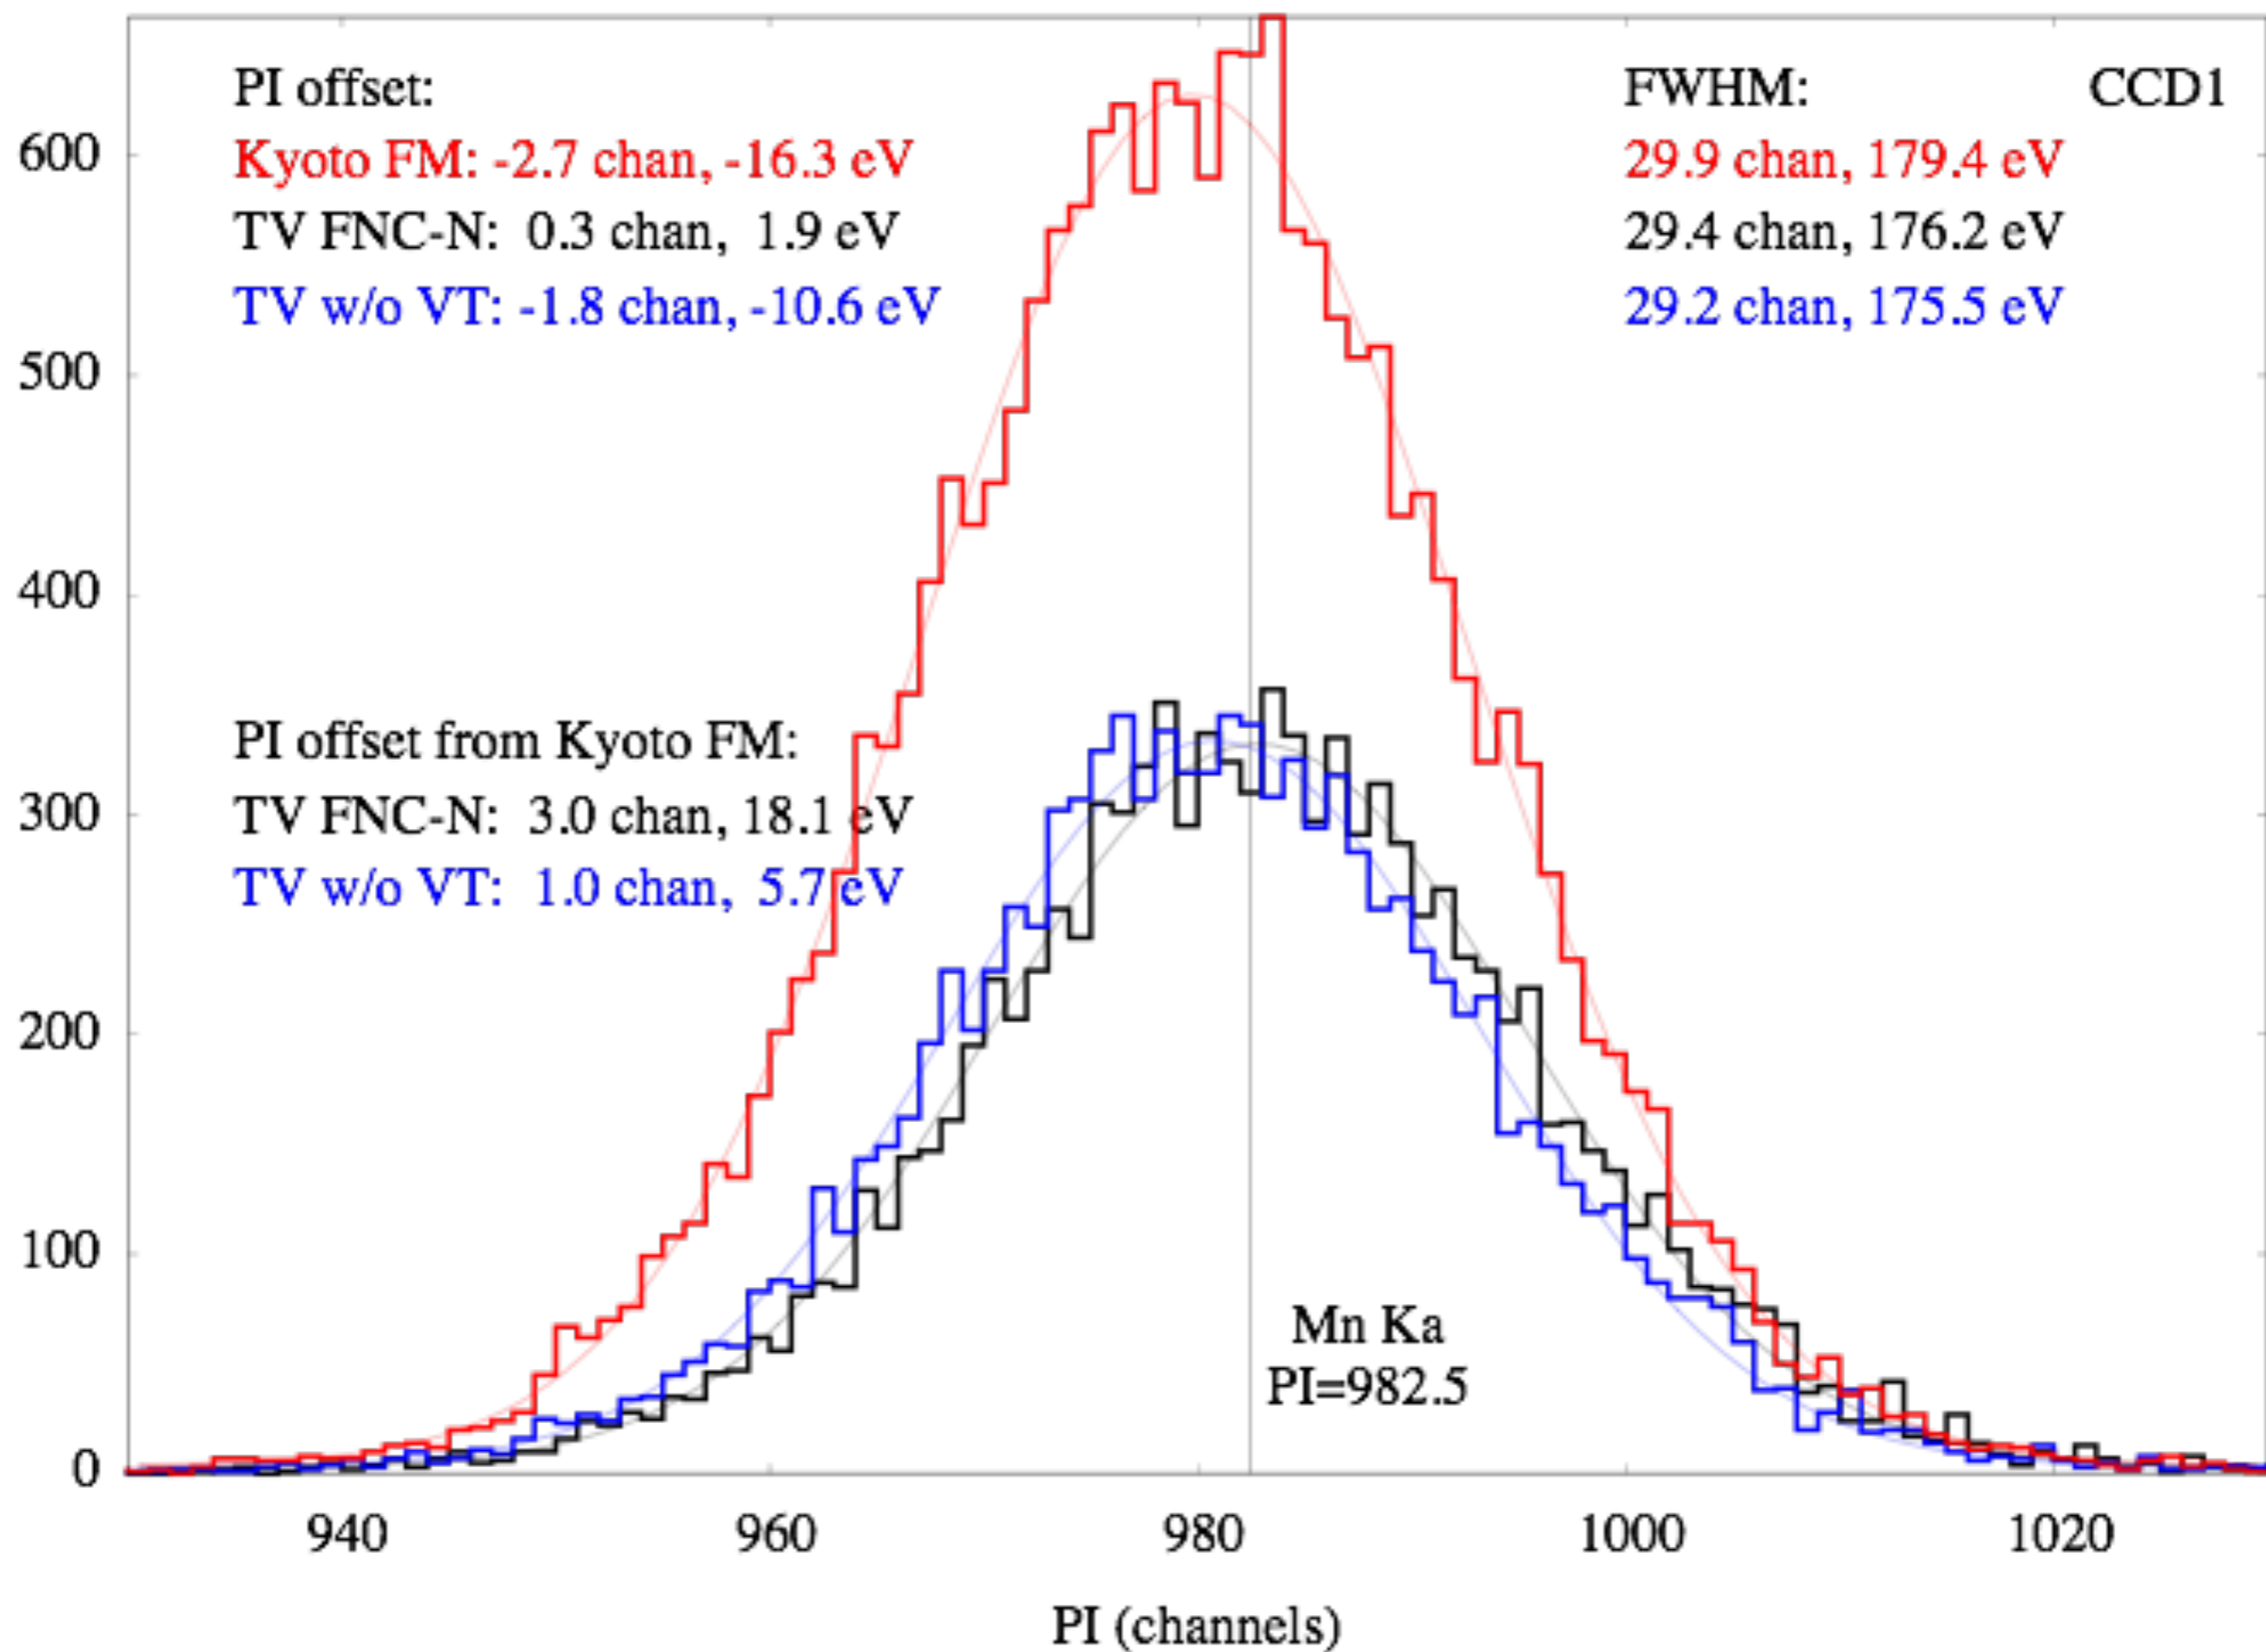 PI offset:
Kyoto FM: -2.7 chan, -16.3 eV
TV FNC-N: 0.3 chan, 1.9 eV
TV w/o VT: -1.8 chan, -10.6 eV
FWHM:
29.9 chan, 179.4 eV
29.4 chan, 176.2 eV
29.2 chan, 175.5 eV
CCD1
PI offset from Kyoto FM:
TV FNC-N: 3.0 chan, 18.1 eV
TV w/o VT: 1.0 chan, 5.7 eV
Mn Ka
PI=982.5
600
500
400
300
200
100
0
940 960 980 1000 1020
PI (channels)